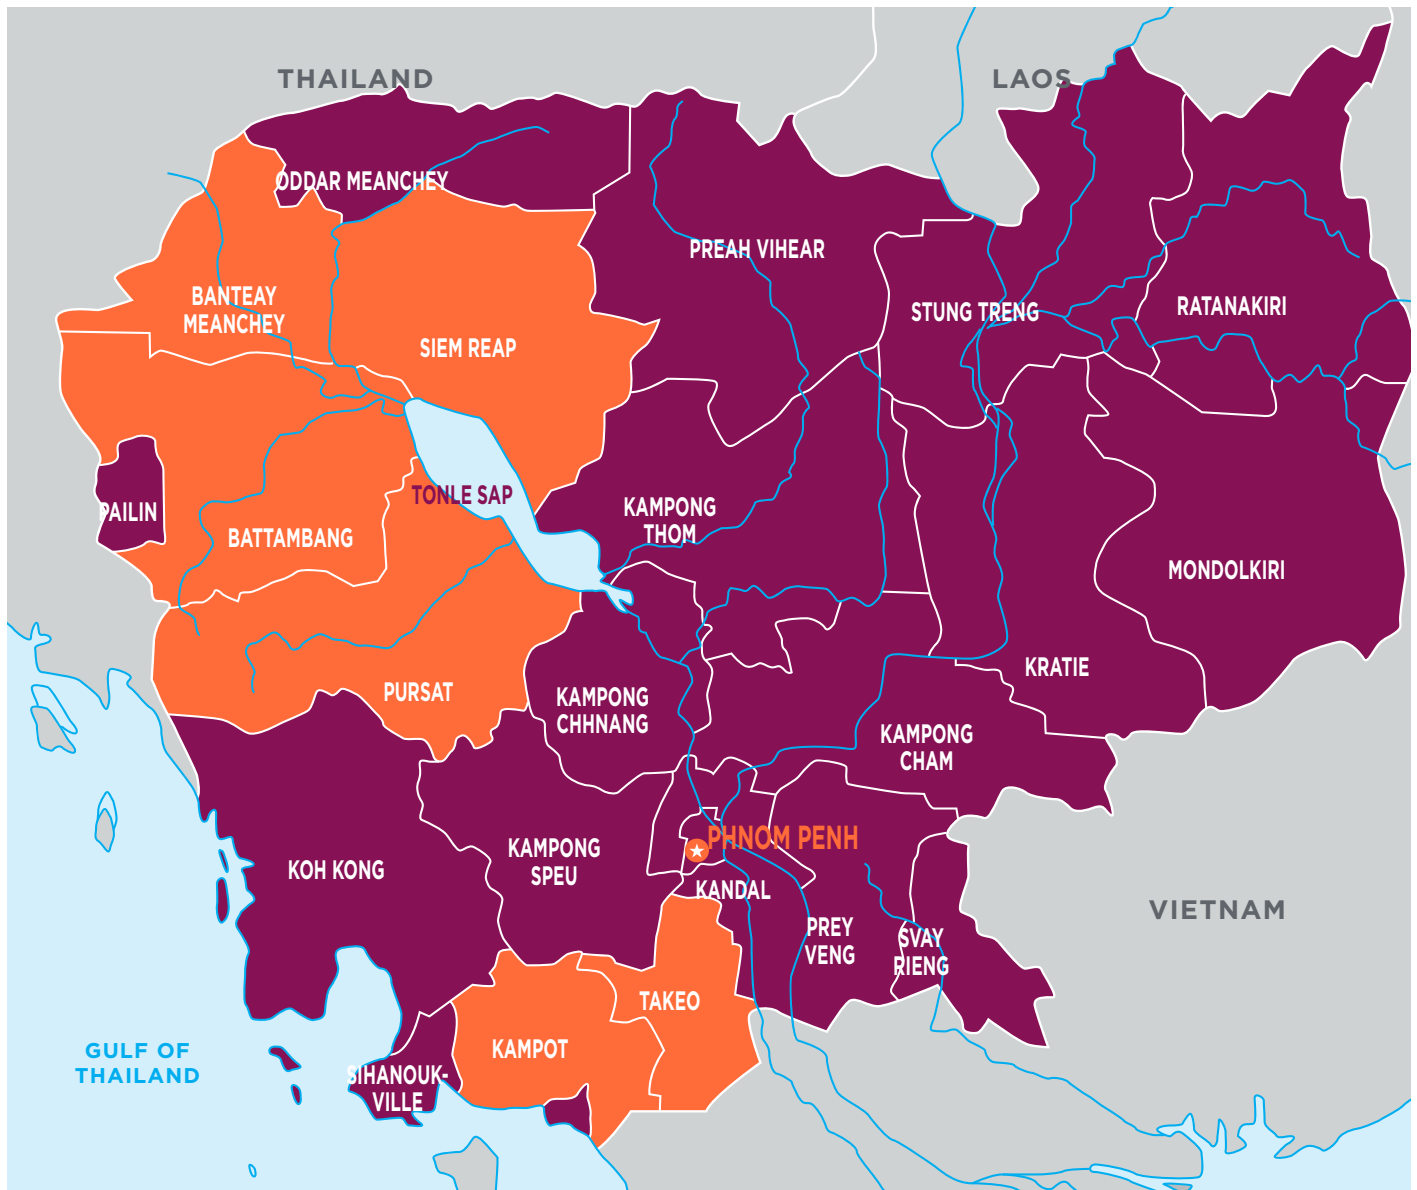 THAILAND
LAOS
ODDAR MEANCHEY
PREAH VIHEAR
BANTEAY
MEANCHEY
STUNG TRENG
RATANAKIRI
SIEM REAP
TONLE SAP
PAILIN
KAMPONG
THOM
BATTAMBANG
MONDOLKIRI
KRATIE
PURSAT
KAMPONG
CHHNANG
KAMPONG
CHAM
PHNOM PENH
KAMPONG
SPEU
KOH KONG
KANDAL
VIETNAM
PREY
VENG
SVAY
RIENG
TAKEO
KAMPOT
GULF OF
THAILAND
SIHANOUK-
VILLE